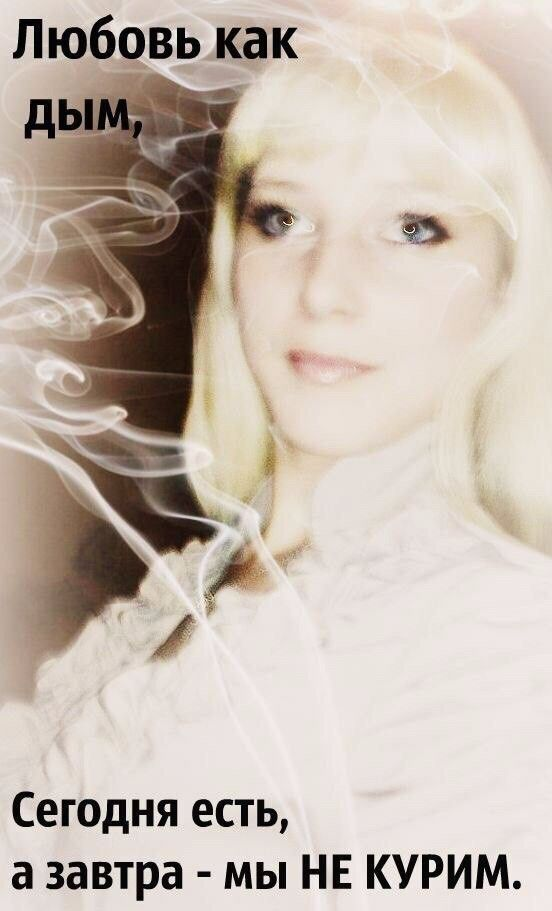 Любовь как
дым,
Сегодня есть,
а завтра - мы НЕ КУРИМ.